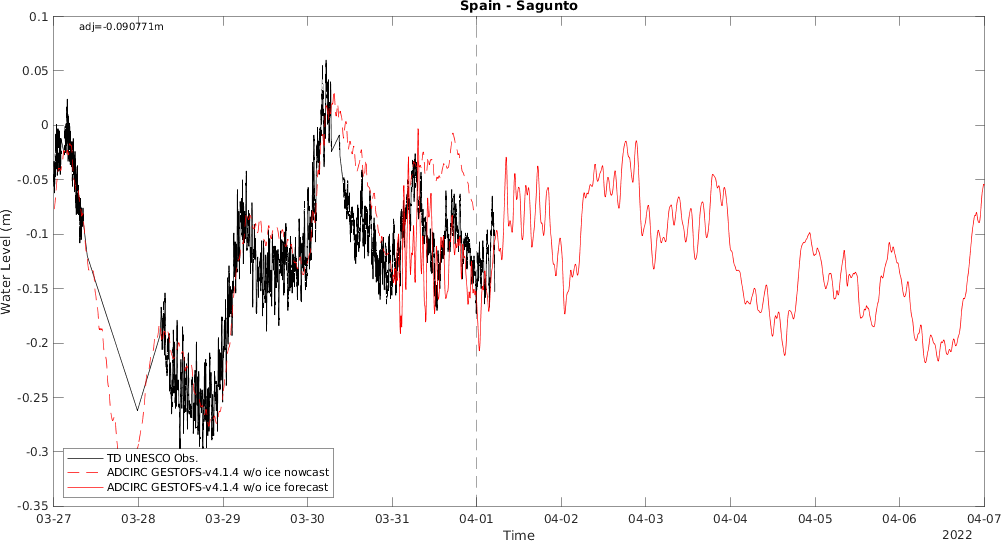 Spain - Sagunto
adj=-0.090771m
0.1
0.05
0
-0.05
-0.1
-0.15
-0.2
-0.25
-0.3
-0.35
Water Level (m)
TD UNESCO Obs.
ADCIRC GESTOFS-v4.1.4 w/o ice nowcast
ADCIRC GESTOFS-v4.1.4 w/o ice forecast
03-27 03-28 03-29 03-30 03-31 04-01 04-02 04-03 04-04 04-05 04-06 04-07
Time
2022